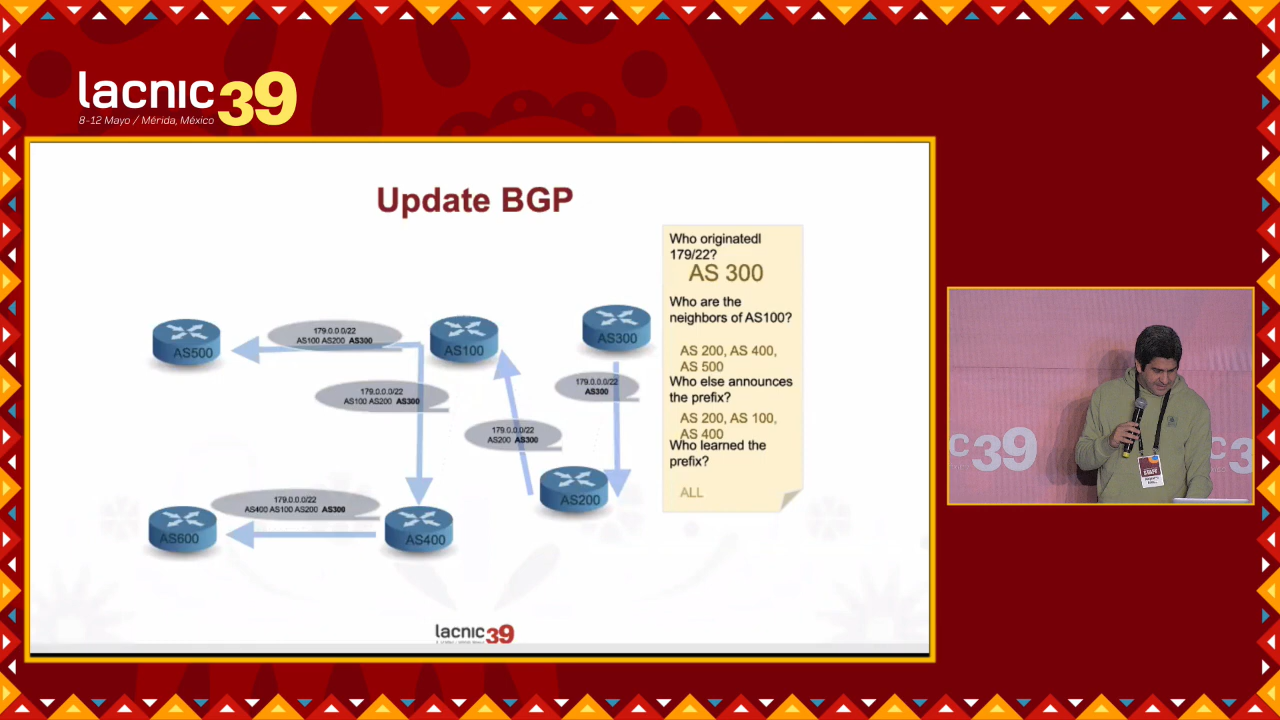 lacnic39
8-12 Mayo / Mérida, México
Update BGP
Who originatedl
179/22?
AS 300
Who are the
neighbors of AS100?
AS 200, AS 400,
AS 500
Who else announces
the prefix?
AS 200, AS 100,
AS 400
Who learned the
prefix?
ALL
AS500
179.0.0.0/22
AS100 AS200 AS300
AS100
AS300
179.0.0.0/22
AS100 AS200 AS300
179.0.0.0/22
AS300
179.0.0.0/22
AS200 AS300
AS200
179.0.0.0/22
AS400 AS100 AS200 AS300
AS600
AS400
lacnic39
c39